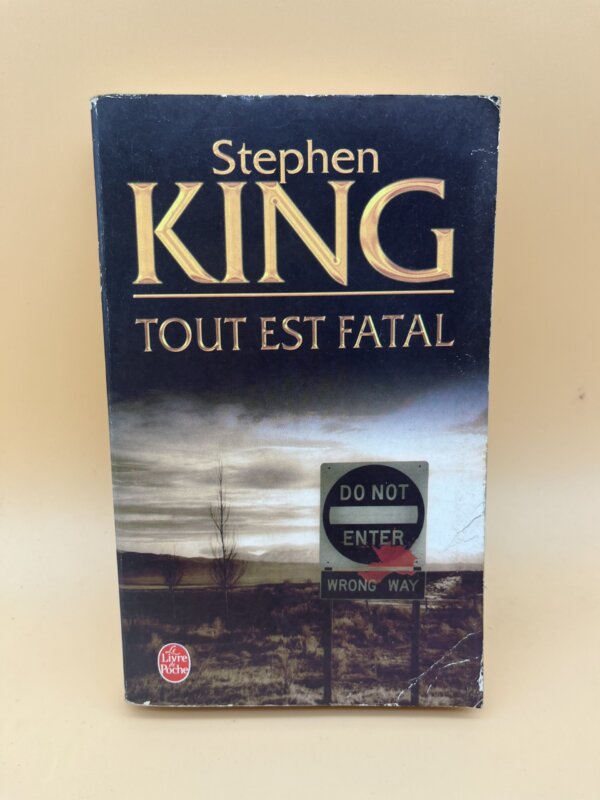 Stephen
KING
TOUT EST FATAL
DO NOT
ENTER
WRONG WAY
Le
Livre
de
Poche